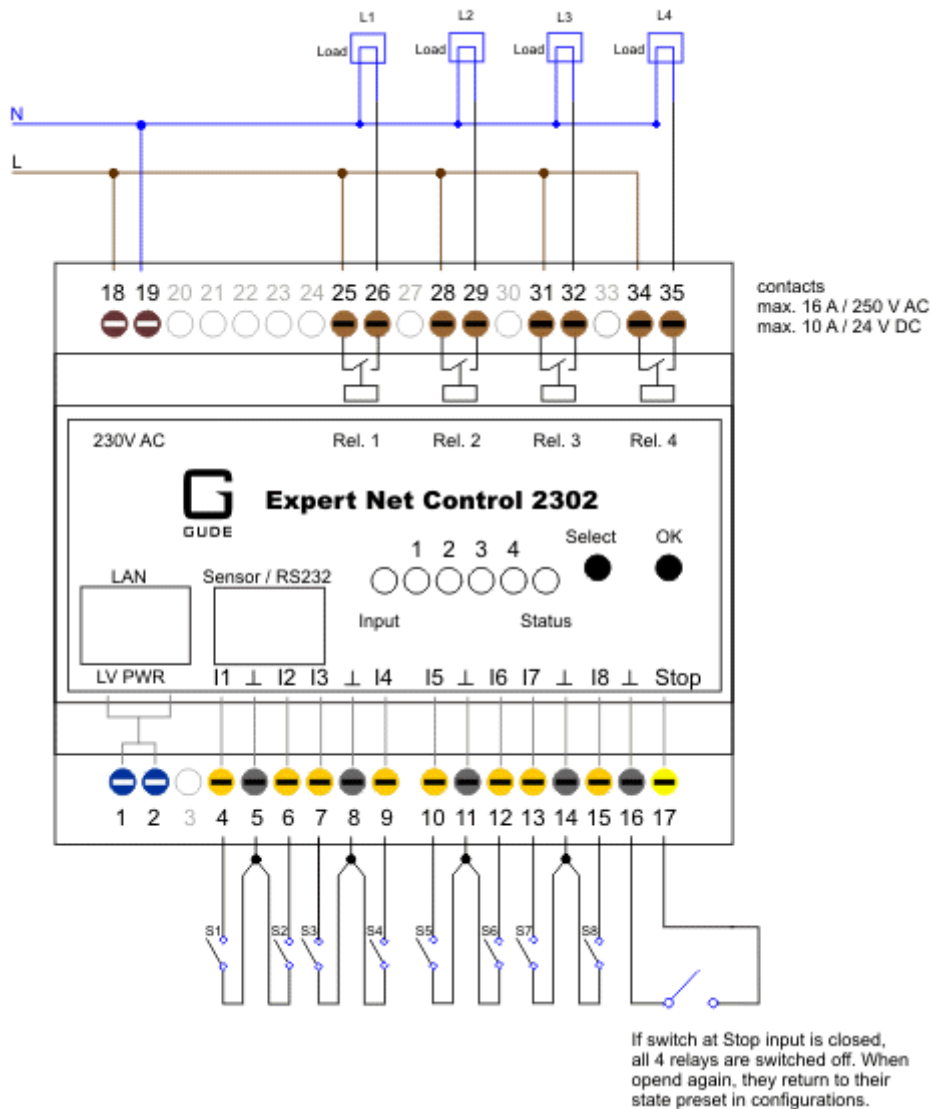 L1 L2 L3 L4
Load Load Load Load
N
L
18 19 20 21 22 23 24 25 26 27 28 29 30 31 32 33 34 35
contacts
max. 16 A / 250 V AC
max. 10 A / 24 V DC
230V AC Rel. 1 Rel. 2 Rel. 3 Rel. 4
G
GUDE
Expert Net Control 2302
Select OK
1 2 3 4
LAN Sensor / RS232
Input Status
LV PWR I1 ⊥ I2 I3 ⊥ I4 I5 ⊥ I6 I7 ⊥ I8 ⊥ Stop
1 2 3 4 5 6 7 8 9 10 11 12 13 14 15 16 17
S1 S2 S3 S4 S5 S6 S7 S8
If switch at Stop input is closed,
all 4 relays are switched off. When
opend again, they return to their
state preset in configurations.